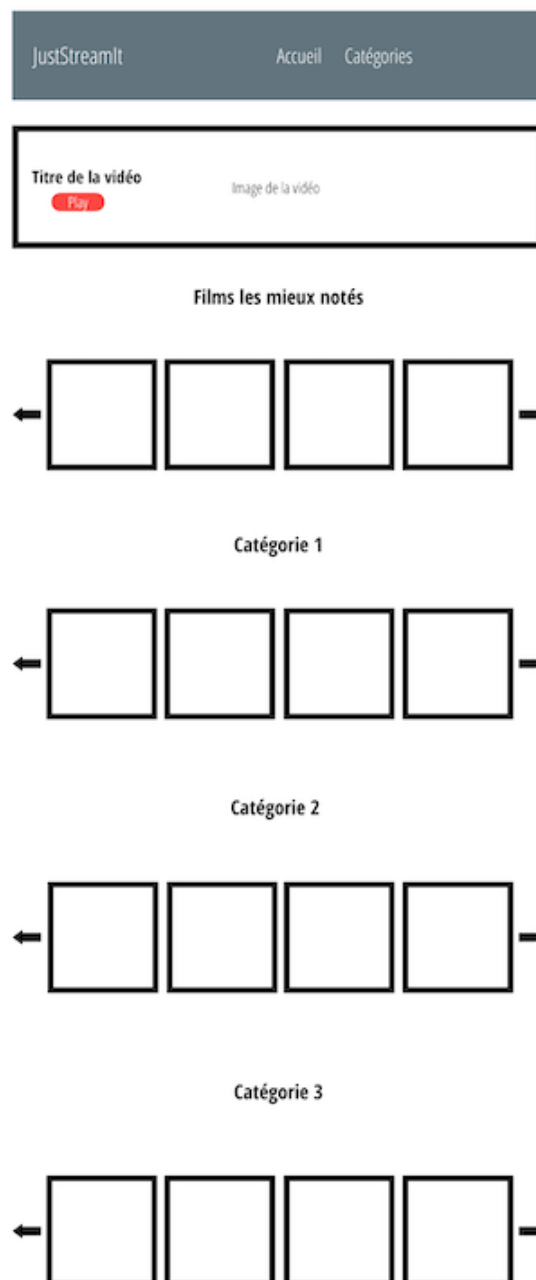 JustStreamIt Accueil Catégories
Titre de la vidéo
Play
Image de la vidéo
Films les mieux notés
Catégorie 1
Catégorie 2
Catégorie 3